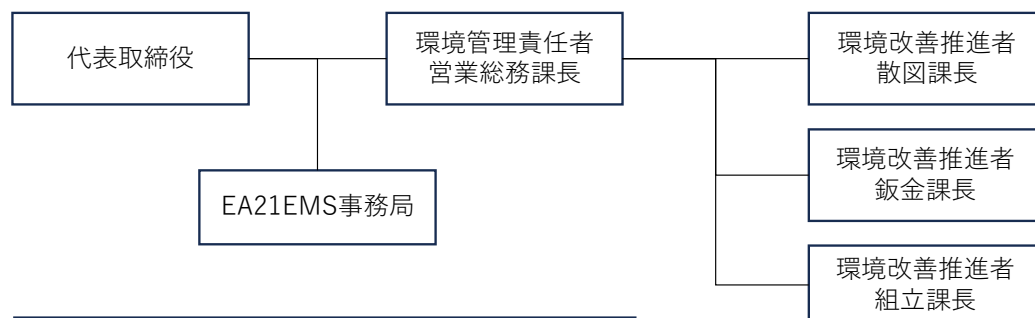 代表取締役
環境管理責任者
営業総務課長
環境改善推進者
散図課長
環境改善推進者
鈑金課長
EA21EMS事務局
環境改善推進者
組立課長